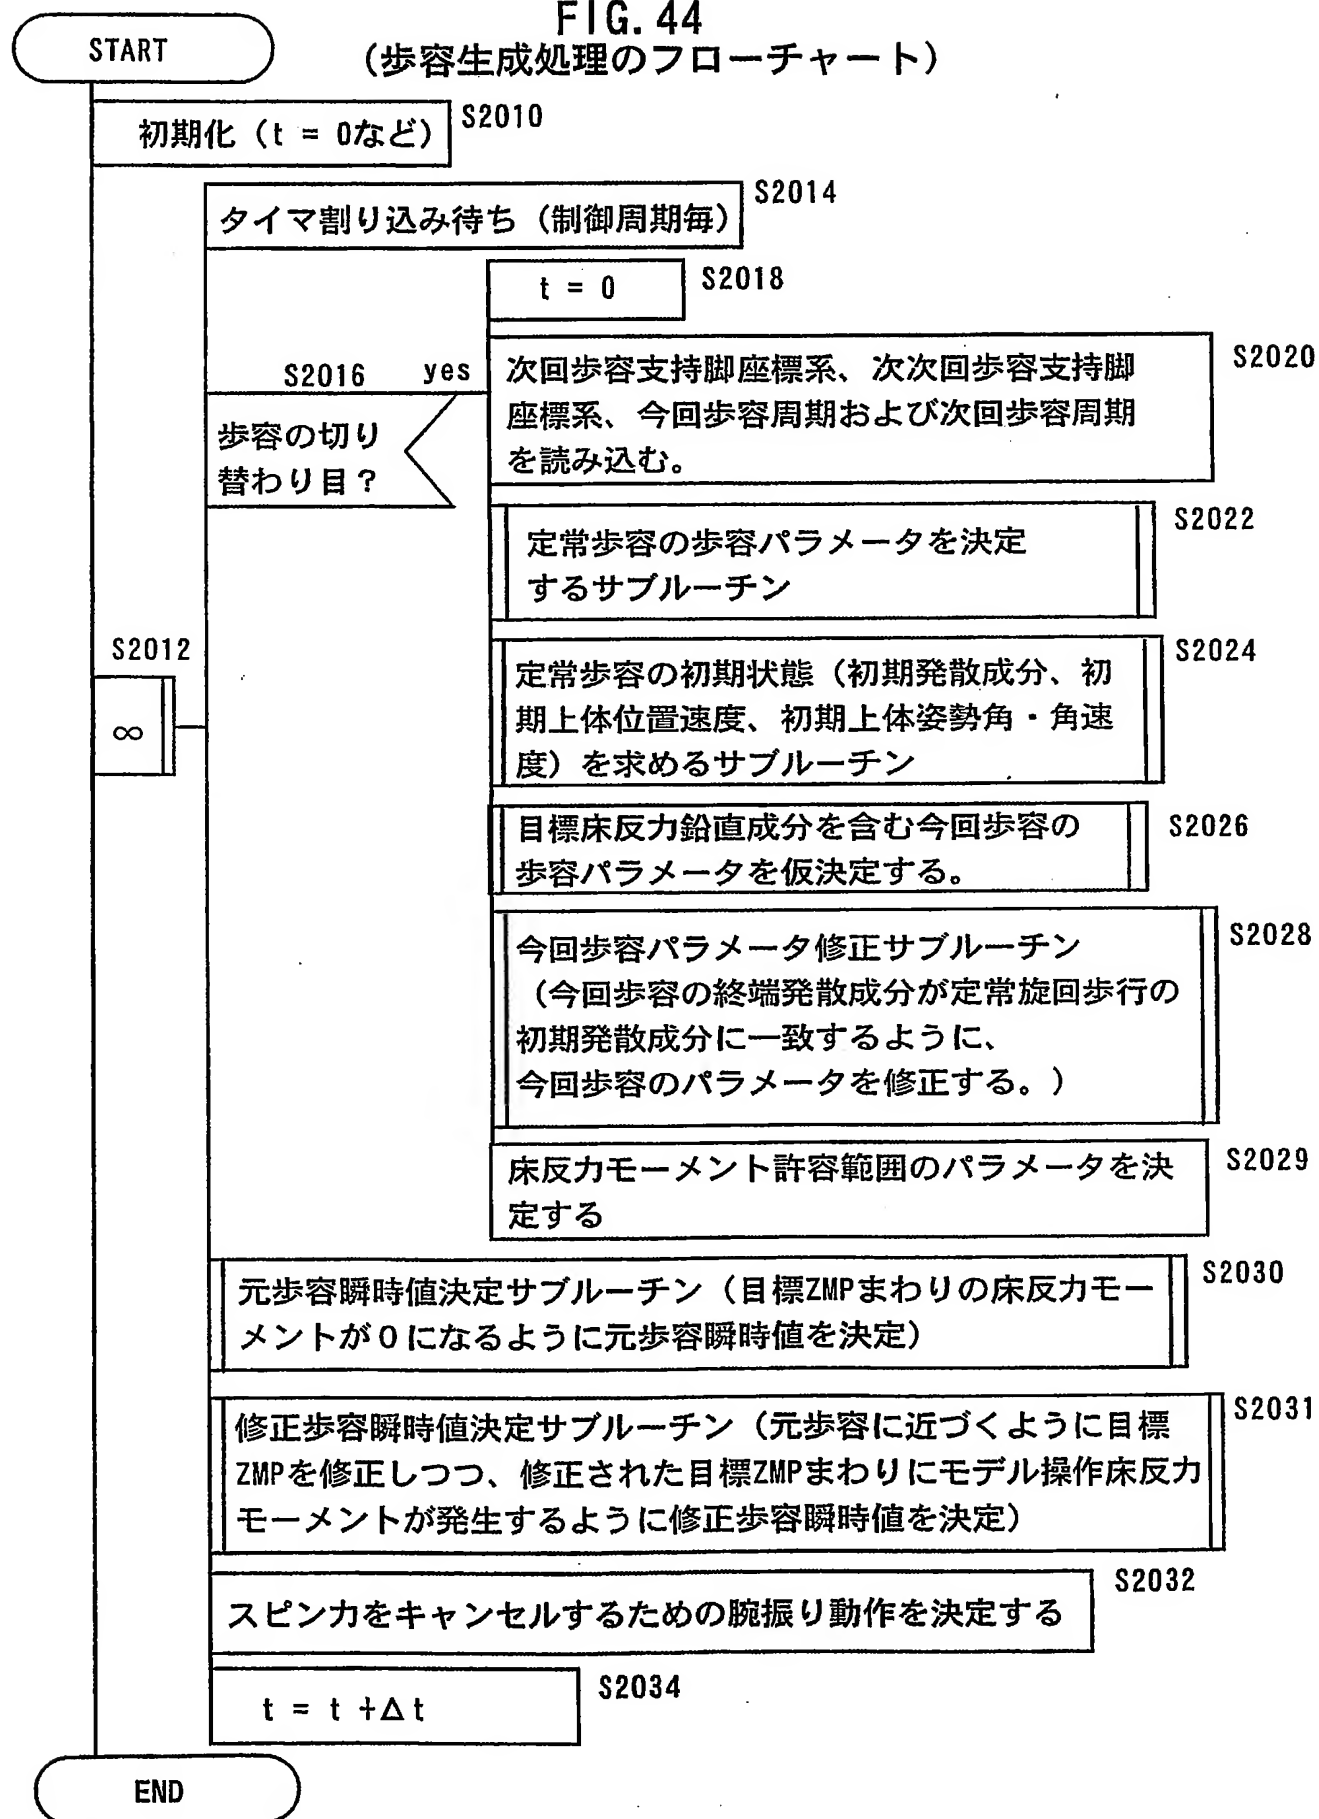 FIG. 44
(歩容生成処理のフローチャート)
START
初期化（t = 0など）
S2010
タイマ割り込み待ち（制御周期毎）
S2014
t = 0
S2018
S2016
yes
歩容の切り
替わり目？
次回歩容支持脚座標系、次次回歩容支持脚
座標系、今回歩容周期および次回歩容周期
を読み込む。
S2020
定常歩容の歩容パラメータを決定
するサブルーチン
S2022
S2012
∞
定常歩容の初期状態（初期発散成分、初
期上体位置速度、初期上体姿勢角・角速
度）を求めるサブルーチン
S2024
目標床反力鉛直成分を含む今回歩容の
歩容パラメータを仮決定する。
S2026
今回歩容パラメータ修正サブルーチン
（今回歩容の終端発散成分が定常旋回歩行の
初期発散成分に一致するように、
今回歩容のパラメータを修正する。）
S2028
床反力モーメント許容範囲のパラメータを決
定する
S2029
元歩容瞬時値決定サブルーチン（目標ZMPまわりの床反力モー
メントが０になるように元歩容瞬時値を決定）
S2030
修正歩容瞬時値決定サブルーチン（元歩容に近づくように目標
ZMPを修正しつつ、修正された目標ZMPまわりにモデル操作床反力
モーメントが発生するように修正歩容瞬時値を決定）
S2031
スピン力をキャンセルするための腕振り動作を決定する
S2032
t = t +Δt
S2034
END